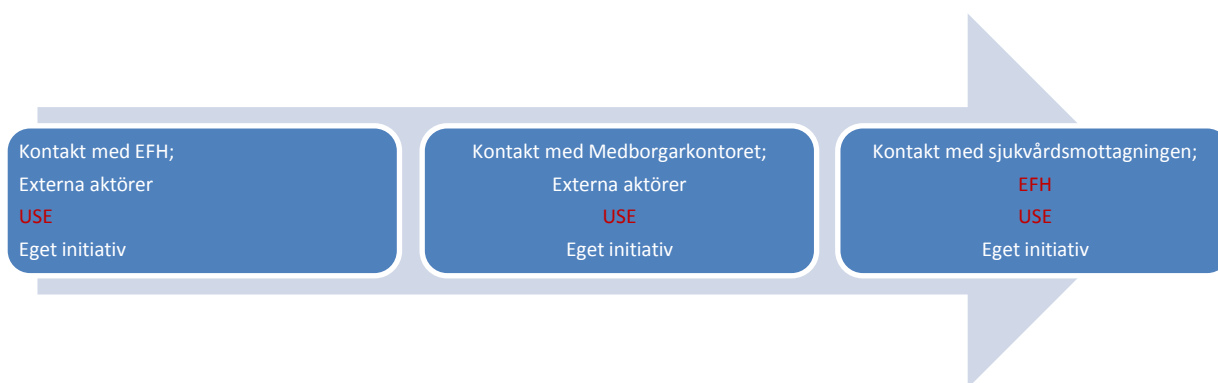 Kontakt med EFH;
Externa aktörer
USE
Eget initiativ
Kontakt med Medborgarkontoret;
Externa aktörer
USE
Eget initiativ
Kontakt med sjukvårdsmottagningen;
EFH
USE
Eget initiativ